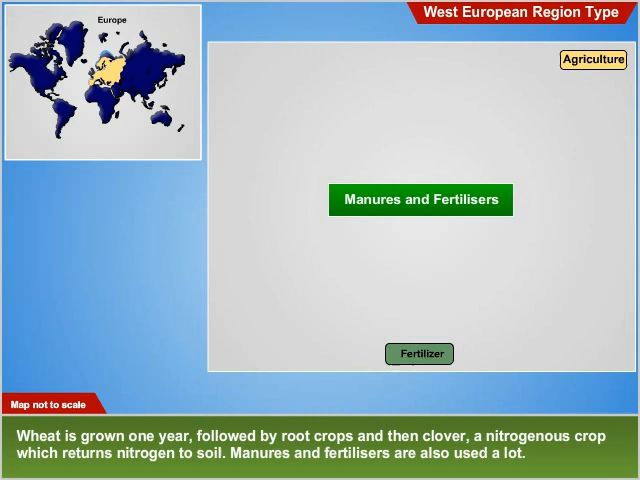 West European Region Type
Europe
Agriculture
Manures and Fertilisers
Fertilizer
Map not to scale
Wheat is grown one year, followed by root crops and then clover, a nitrogenous crop
which returns nitrogen to soil. Manures and fertilisers are also used a lot.